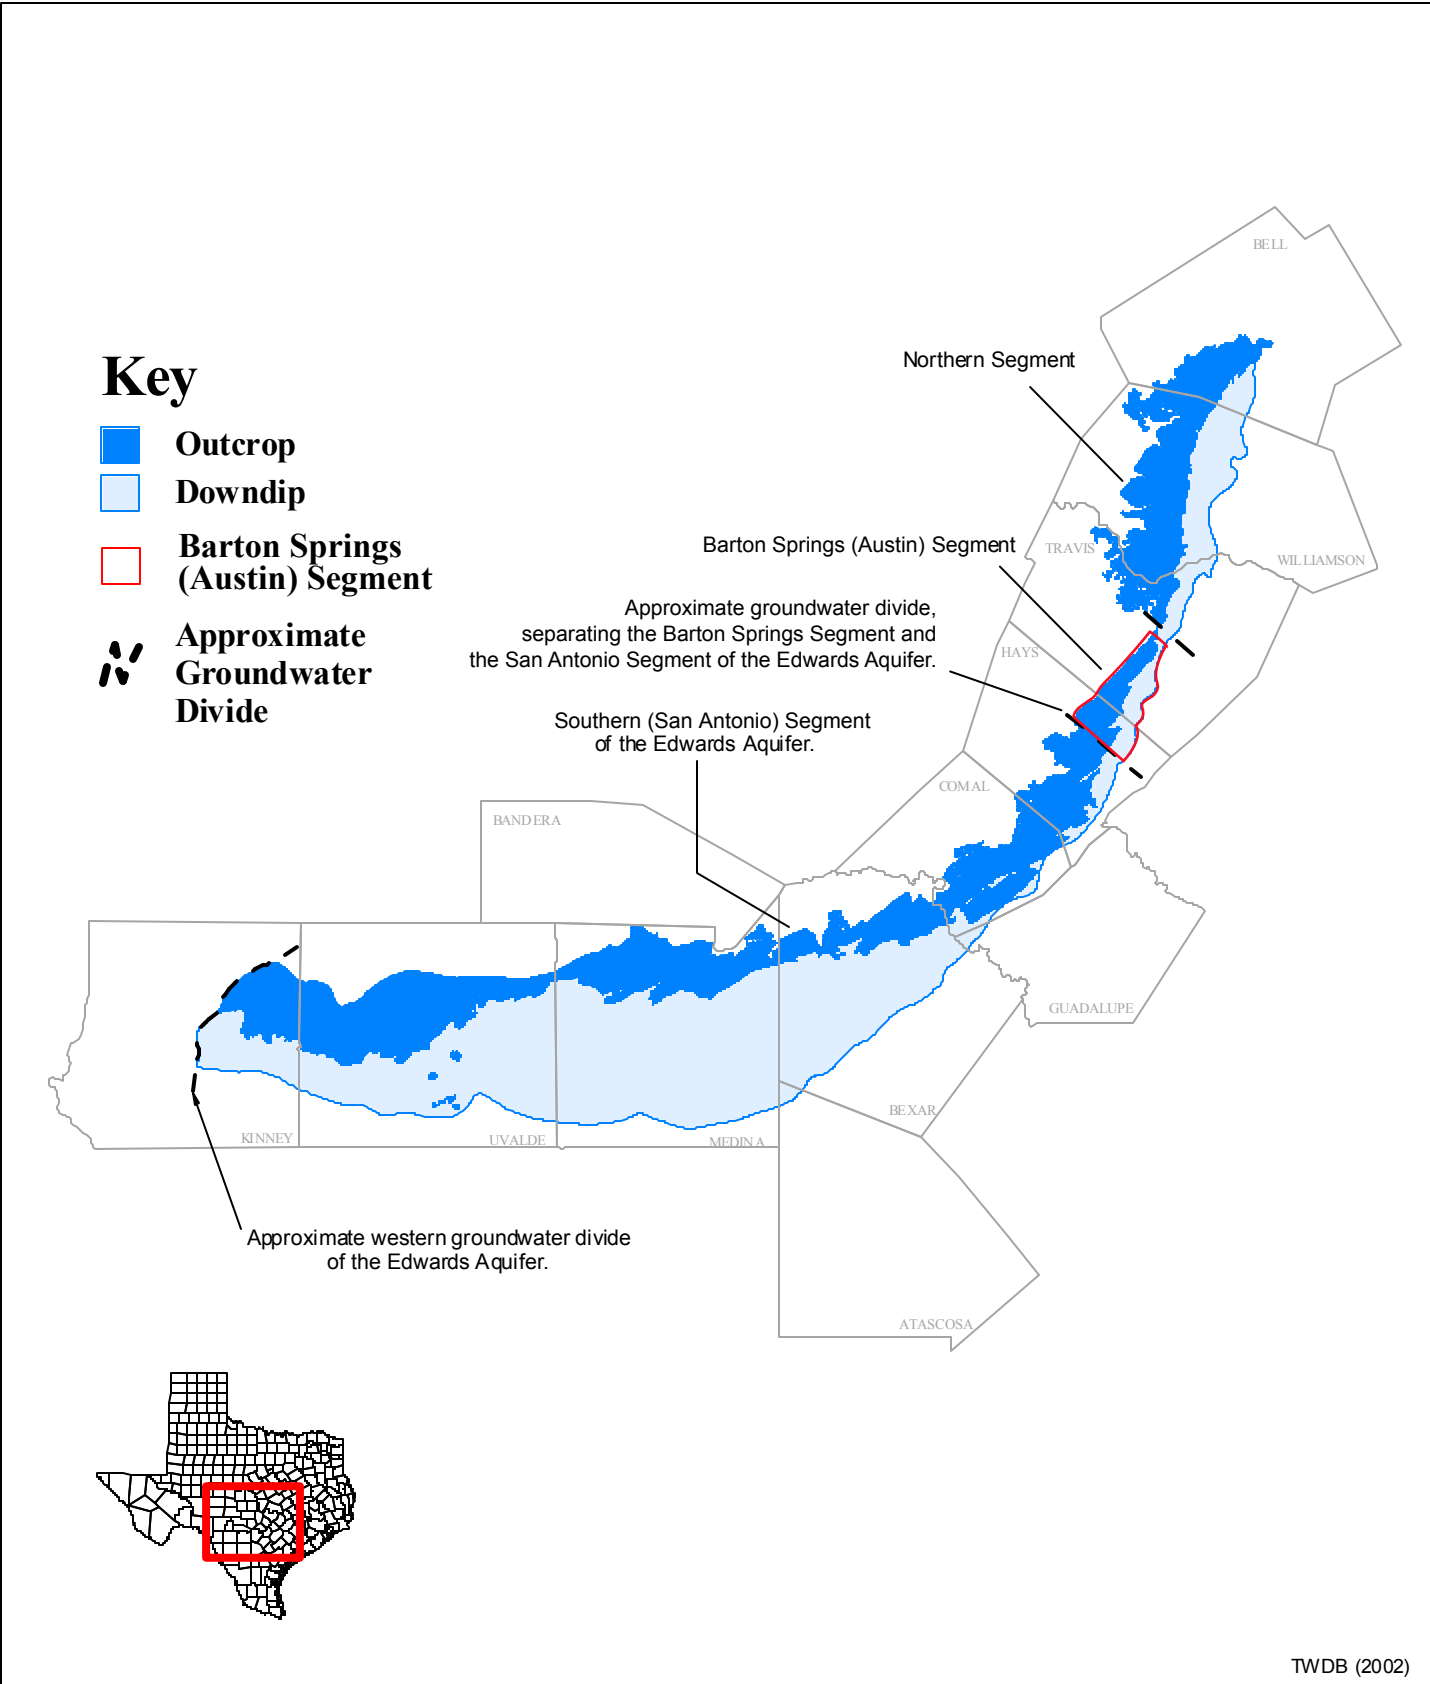 BELL
Northern Segment
Key
Outcrop
Downdip
Barton Springs
(Austin) Segment
Approximate
Groundwater
Divide
Barton Springs (Austin) Segment
TRAVIS
WILLIAMSON
Approximate groundwater divide,
separating the Barton Springs Segment and
the San Antonio Segment of the Edwards Aquifer.
HAYS
Southern (San Antonio) Segment
of the Edwards Aquifer.
COMAL
BANDERA
GUADALUPE
BEXAR
KINNEY
UVALDE
MEDINA
Approximate western groundwater divide
of the Edwards Aquifer.
ATASCOSA
TWDB (2002)